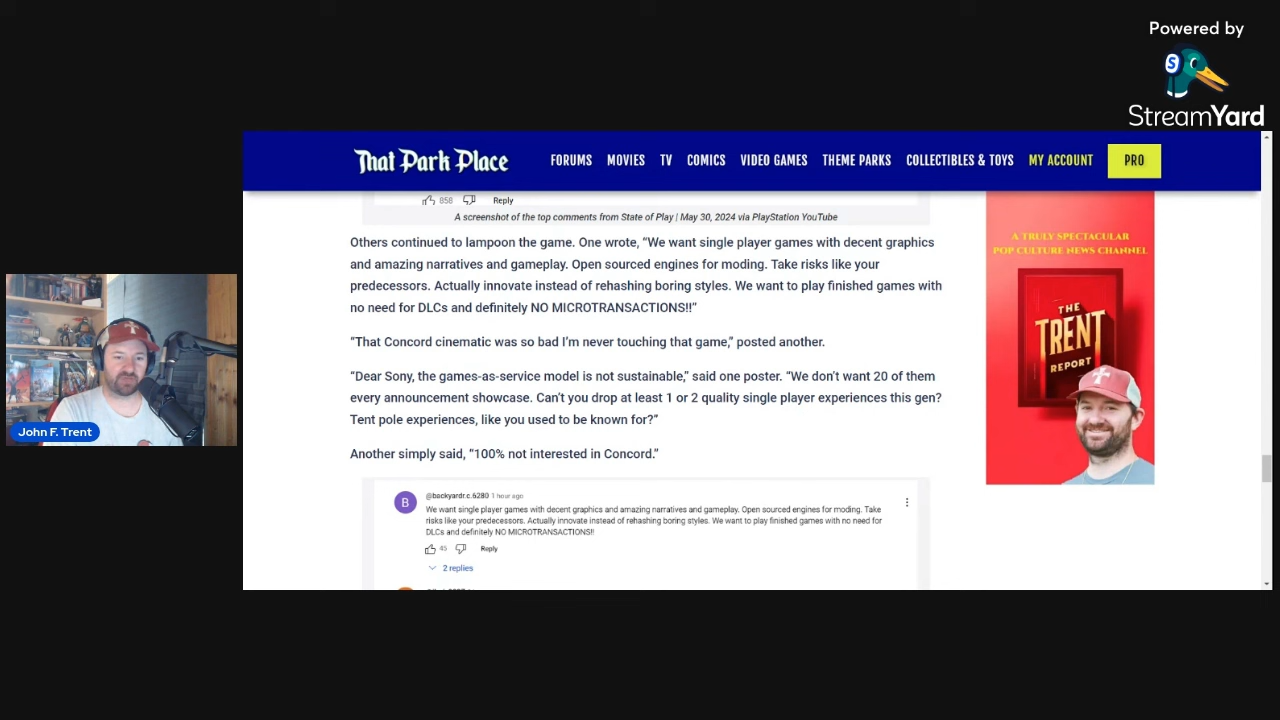 Powered by
S
StreamYard
That Park Place
FORUMS MOVIES TV COMICS VIDEO GAMES THEME PARKS COLLECTIBLES & TOYS MY ACCOUNT PRO
858 Reply
A screenshot of the top comments from State of Play | May 30, 2024 via PlayStation YouTube
Others continued to lampoon the game. One wrote, “We want single player games with decent graphics
and amazing narratives and gameplay. Open sourced engines for moding. Take risks like your
predecessors. Actually innovate instead of rehashing boring styles. We want to play finished games with
no need for DLCs and definitely NO MICROTRANSACTIONS!!”
“That Concord cinematic was so bad I’m never touching that game,” posted another.
“Dear Sony, the games-as-service model is not sustainable,” said one poster. “We don’t want 20 of them
every announcement showcase. Can’t you drop at least 1 or 2 quality single player experiences this gen?
Tent pole experiences, like you used to be known for?”
Another simply said, “100% not interested in Concord.”
B
@backyardr.c.6280 1 hour ago
We want single player games with decent graphics and amazing narratives and gameplay. Open sourced engines for moding. Take
risks like your predecessors. Actually innovate instead of rehashing boring styles. We want to play finished games with no need for
DLCs and definitely NO MICROTRANSACTIONS!!
45 Reply
2 replies
A TRULY SPECTACULAR
POP CULTURE NEWS CHANNEL
THE
TRENT
REPORT
John F. Trent